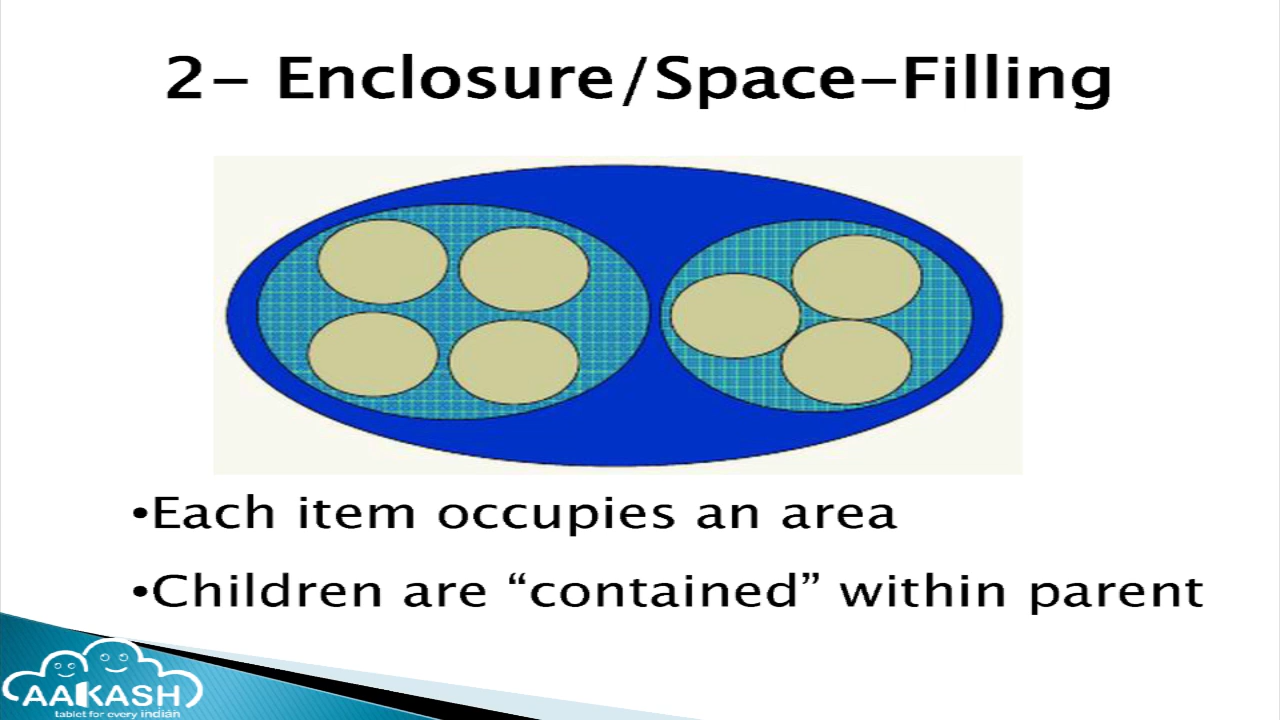 2- Enclosure/Space-Filling
•Each item occupies an area
•Children are “contained” within parent
AAKASH
tablet for every indian